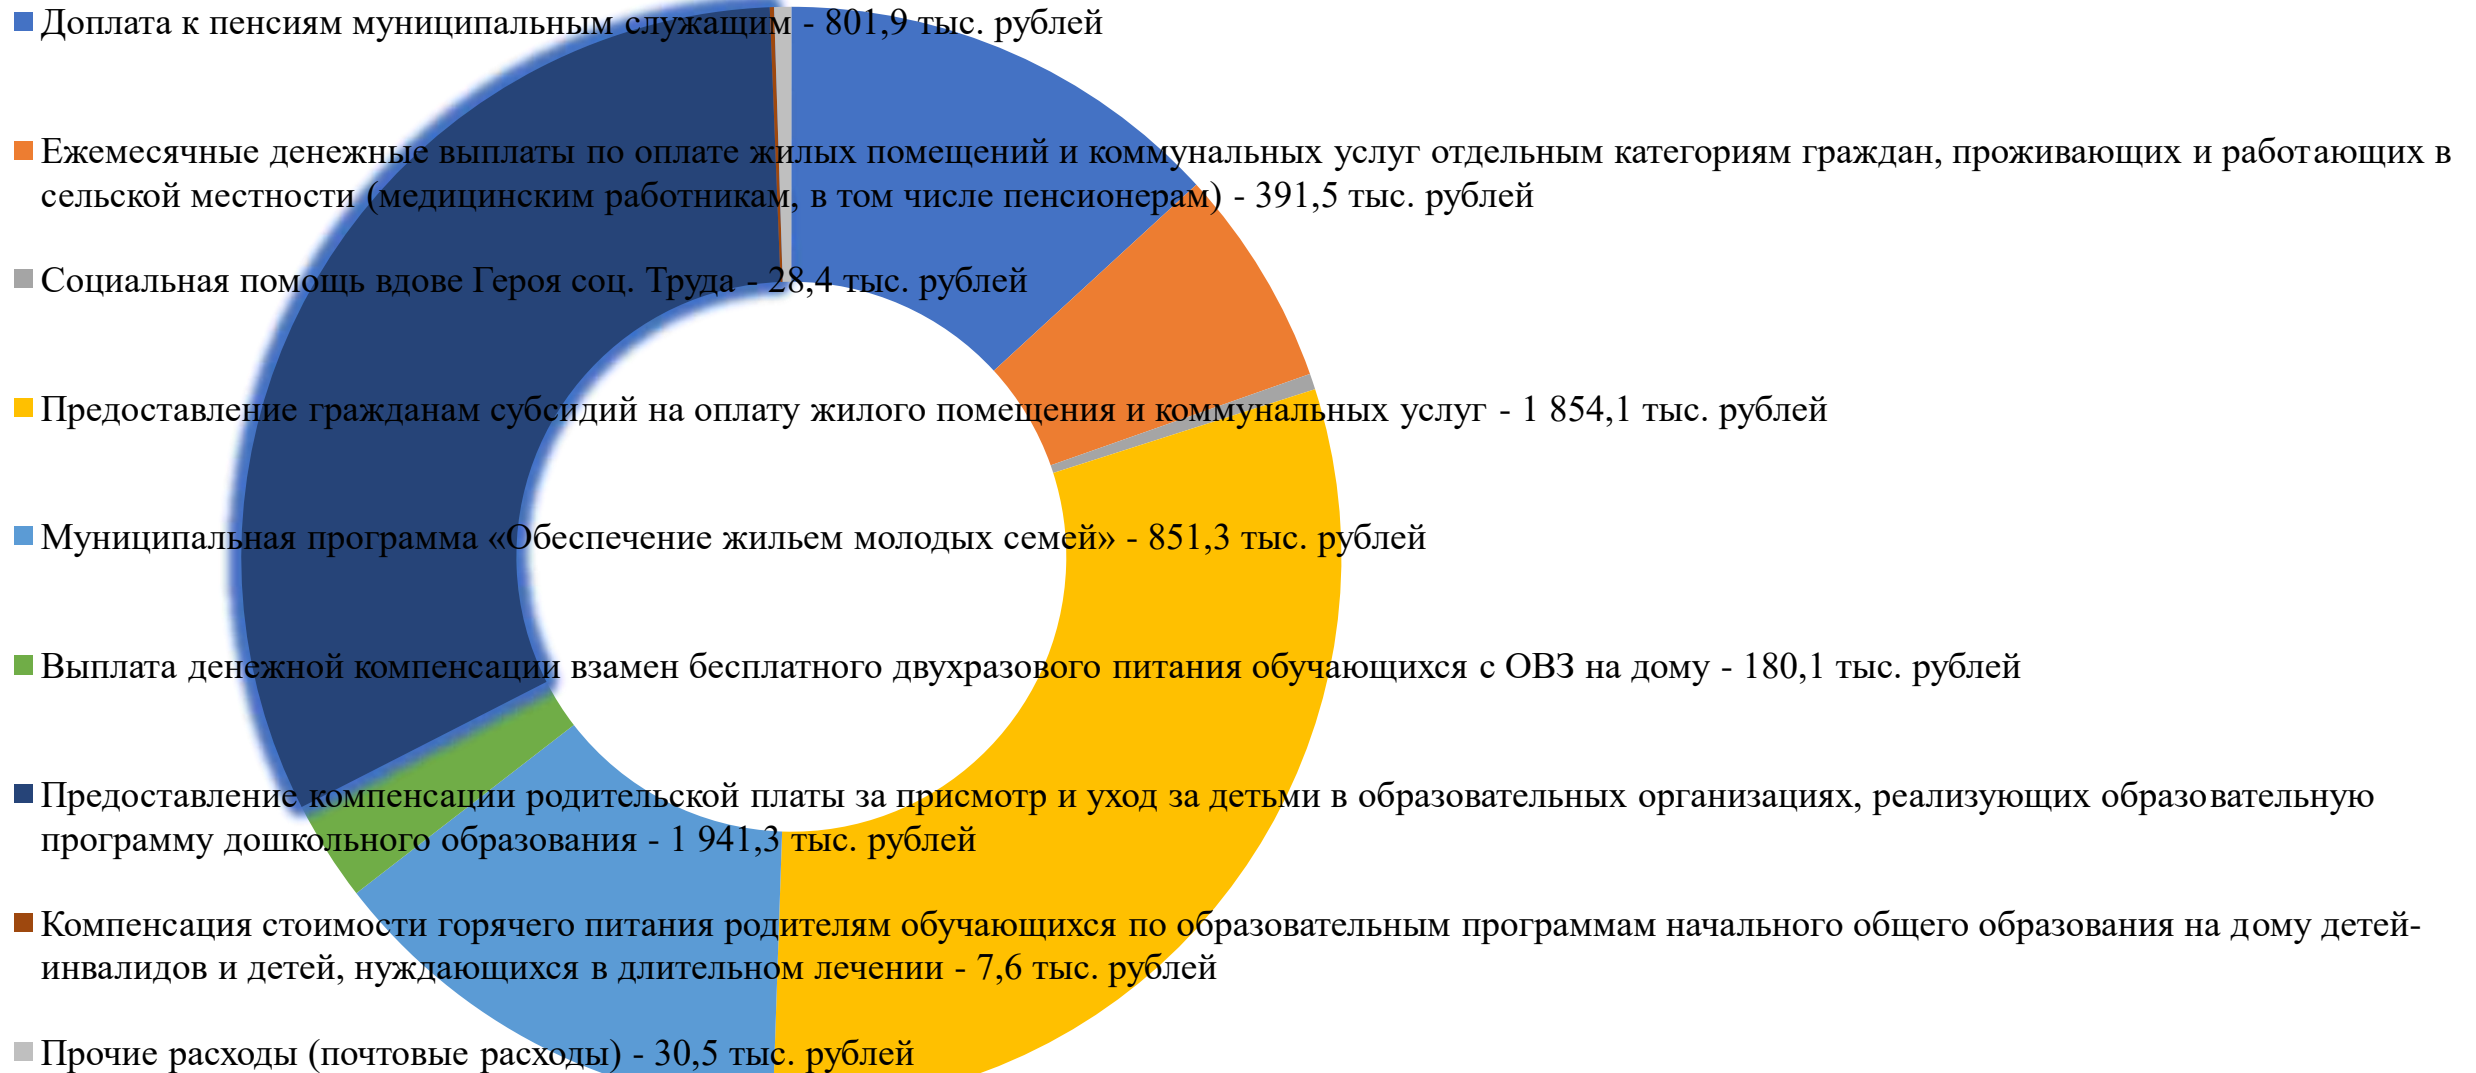 Доплата к пенсиям муниципальным служащим - 801,9 тыс. рублей
Ежемесячные денежные выплаты по оплате жилых помещений и коммунальных услуг отдельным категориям граждан, проживающих и работающих в
сельской местности (медицинским работникам, в том числе пенсионерам) - 391,5 тыс. рублей
Социальная помощь вдове Героя соц. Труда - 28,4 тыс. рублей
Предоставление гражданам субсидий на оплату жилого помещения и коммунальных услуг - 1 854,1 тыс. рублей
Муниципальная программа «Обеспечение жильем молодых семей» - 851,3 тыс. рублей
Выплата денежной компенсации взамен бесплатного двухразового питания обучающихся с ОВЗ на дому - 180,1 тыс. рублей
Предоставление компенсации родительской платы за присмотр и уход за детьми в образовательных организациях, реализующих образовательную
программу дошкольного образования - 1 941,3 тыс. рублей
Компенсация стоимости горячего питания родителям обучающихся по образовательным программам начального общего образования на дому детей-
инвалидов и детей, нуждающихся в длительном лечении - 7,6 тыс. рублей
Прочие расходы (почтовые расходы) - 30,5 тыс. рублей